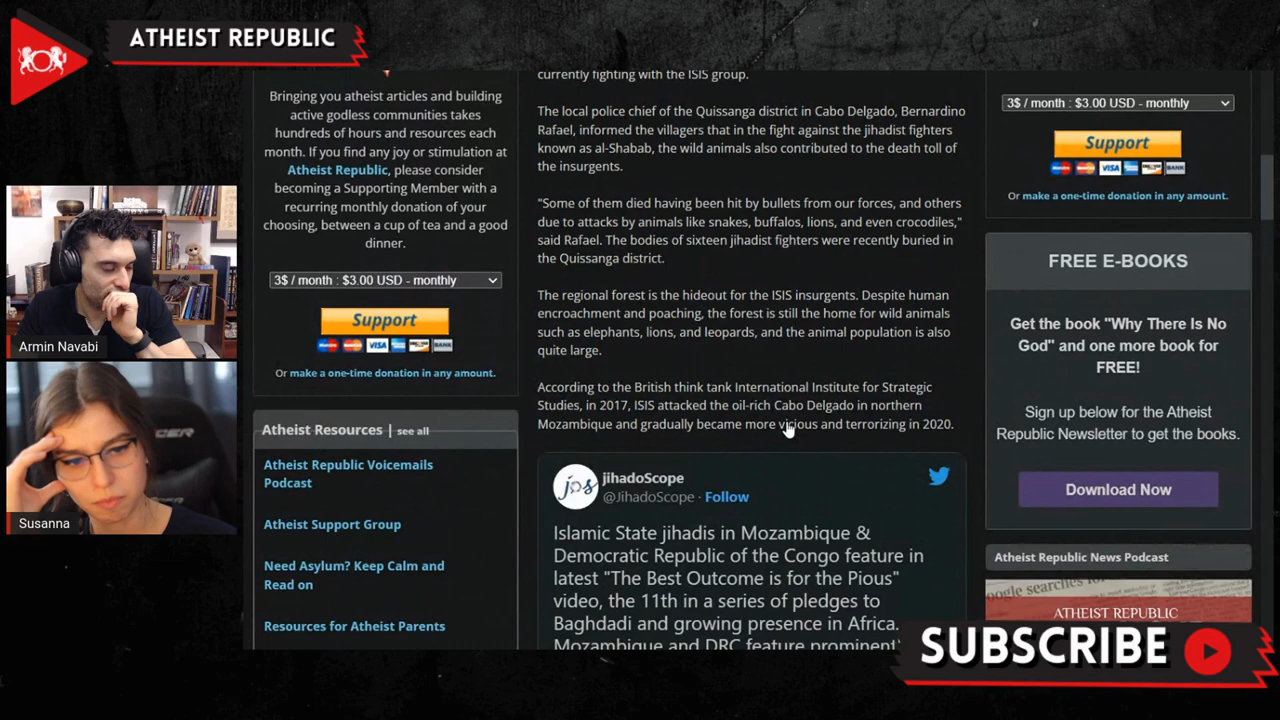 ATHEIST REPUBLIC
Armin Navabi
Susanna
Bringing you atheist articles and building
active godless communities takes
hundreds of hours and resources each
month. If you find any joy or stimulation at
Atheist Republic, please consider
becoming a Supporting Member with a
recurring monthly donation of your
choosing, between a cup of tea and a good
dinner.
3$ / month : $3.00 USD - monthly
Support
VISA
BANK
Or make a one-time donation in any amount.
Atheist Resources | see all
Atheist Republic Voicemails
Podcast
Atheist Support Group
Need Asylum? Keep Calm and
Read on
Resources for Atheist Parents
currently fighting with the ISIS group.
The local police chief of the Quissanga district in Cabo Delgado, Bernardino
Rafael, informed the villagers that in the fight against the jihadist fighters
known as al-Shabab, the wild animals also contributed to the death toll of
the insurgents.
"Some of them died having been hit by bullets from our forces, and others
due to attacks by animals like snakes, buffalos, lions, and even crocodiles,"
said Rafael. The bodies of sixteen jihadist fighters were recently buried in
the Quissanga district.
The regional forest is the hideout for the ISIS insurgents. Despite human
encroachment and poaching, the forest is still the home for wild animals
such as elephants, lions, and leopards, and the animal population is also
quite large.
According to the British think tank International Institute for Strategic
Studies, in 2017, ISIS attacked the oil-rich Cabo Delgado in northern
Mozambique and gradually became more vicious and terrorizing in 2020.
jihadoScope
@JihadoScope · Follow
Islamic State jihadis in Mozambique &
Democratic Republic of the Congo feature in
latest "The Best Outcome is for the Pious"
video, the 11th in a series of pledges to
Baghdadi and growing presence in Africa.
Mozambique and DRC feature prominent
3$ / month : $3.00 USD - monthly
Support
VISA
BANK
Or make a one-time donation in any amount.
FREE E-BOOKS
Get the book "Why There Is No
God" and one more book for
FREE!
Sign up below for the Atheist
Republic Newsletter to get the books.
Download Now
Atheist Republic News Podcast
ogle searches for
ATHEIST REPUBLIC
SUBSCRIBE